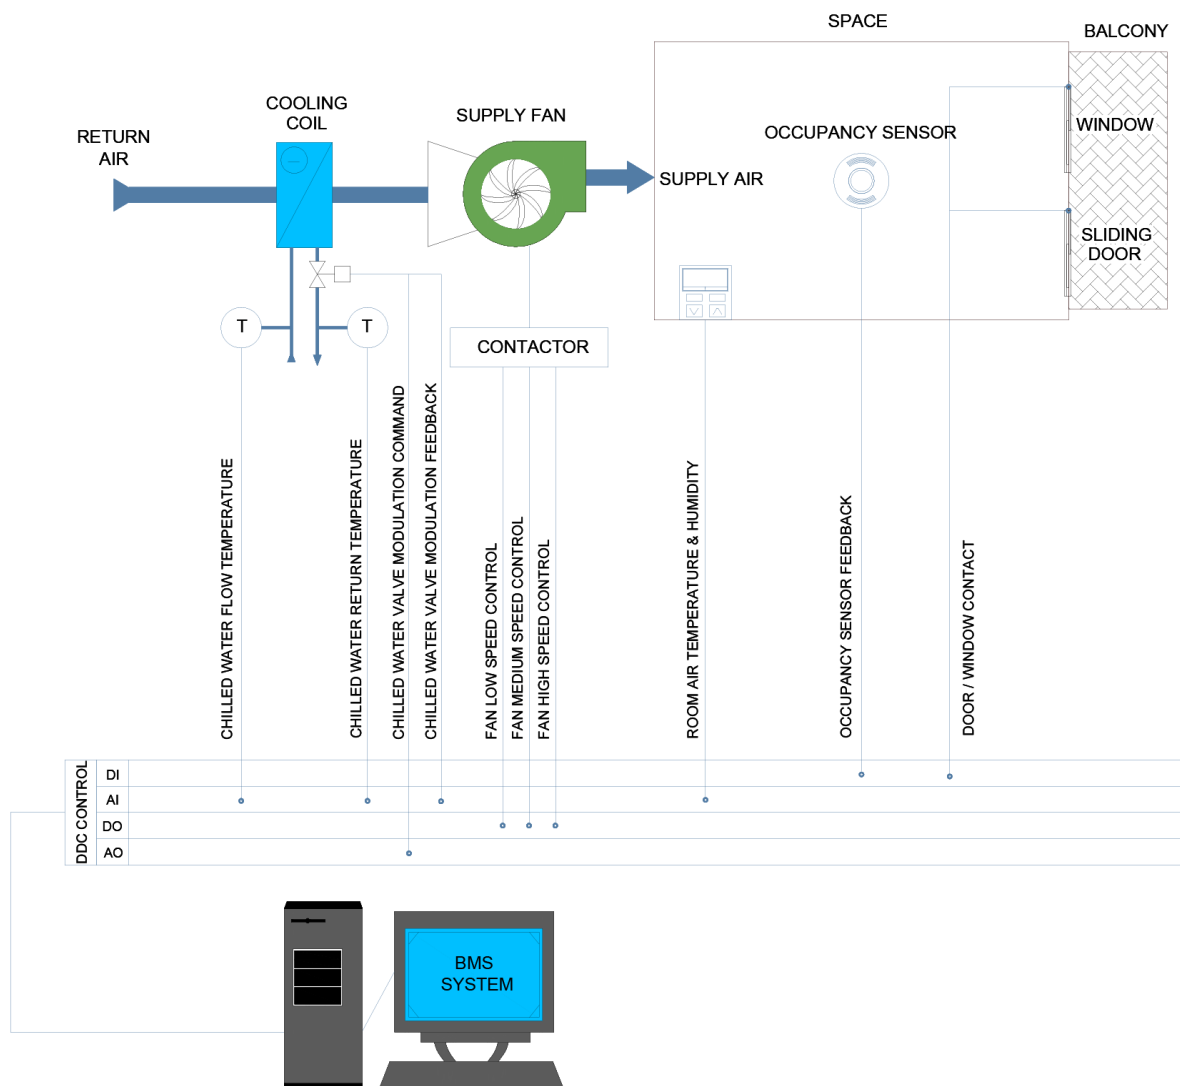 SPACE
BALCONY
COOLING
COIL
SUPPLY FAN
RETURN
AIR
OCCUPANCY SENSOR
WINDOW
SUPPLY AIR
SLIDING
DOOR
T
T
CONTACTOR
CHILLED WATER FLOW TEMPERATURE
CHILLED WATER RETURN TEMPERATURE
CHILLED WATER VALVE MODULATION COMMAND
CHILLED WATER VALVE MODULATION FEEDBACK
FAN LOW SPEED CONTROL
FAN MEDIUM SPEED CONTROL
FAN HIGH SPEED CONTROL
ROOM AIR TEMPERATURE & HUMIDITY
OCCUPANCY SENSOR FEEDBACK
DOOR / WINDOW CONTACT
DDC CONTROL
DI
AI
DO
AO
BMS
SYSTEM